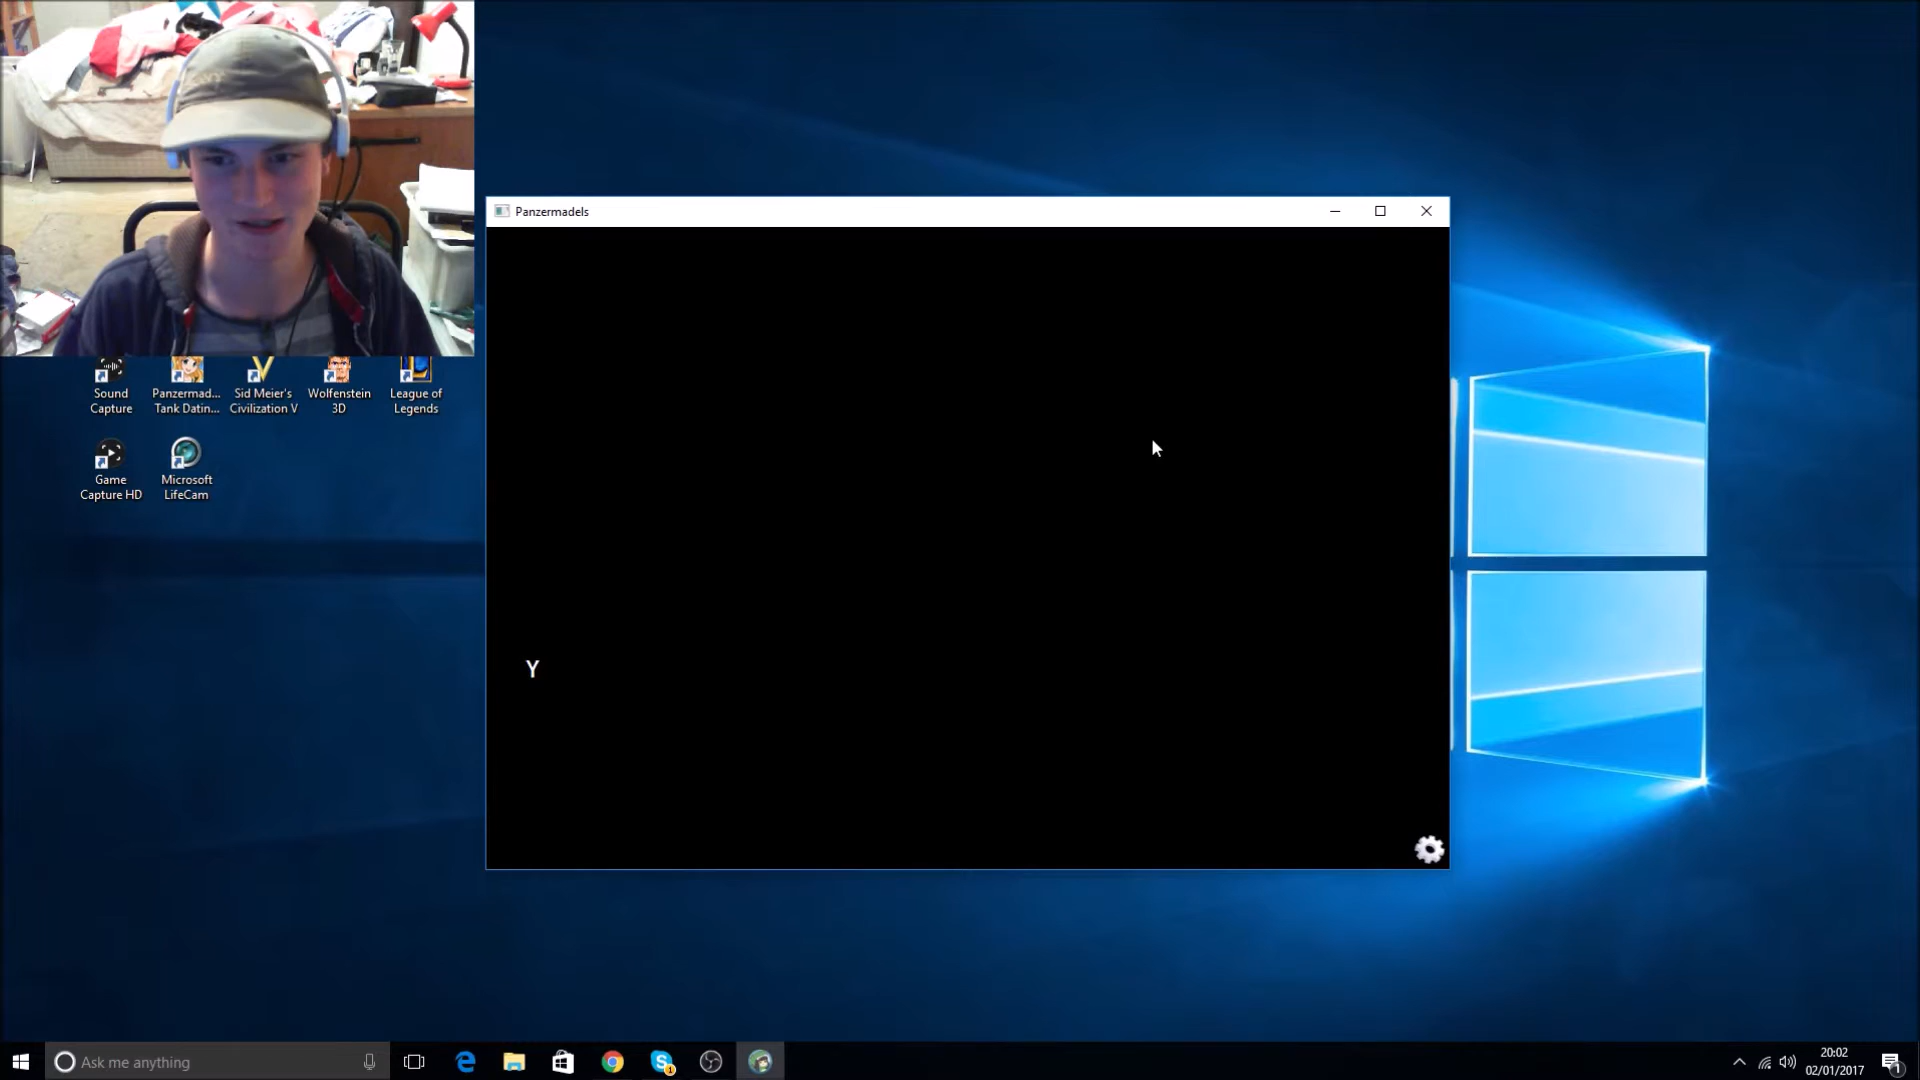 Panzermadels
Sound
Capture
Panzermad...
Tank Datin...
Sid Meier's
Civilization V
Wolfenstein
3D
League of
Legends
Game
Capture HD
Microsoft
LifeCam
Y
Ask me anything
20:02
02/01/2017